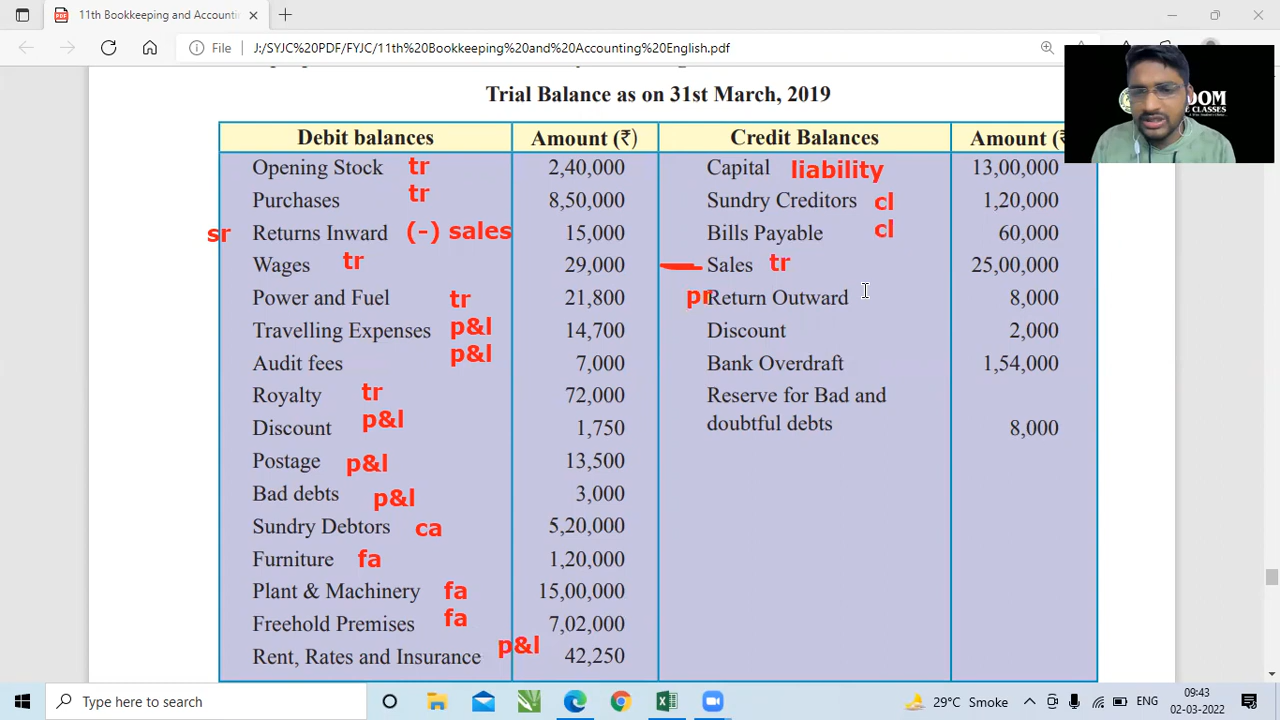 11th Bookkeeping and Accounti
File J:/SYJC%20PDF/FYJC/11th%20Bookkeeping%20and%20Accounting%20English.pdf
Trial Balance as on 31st March, 2019
Debit balances Amount (₹) Credit Balances Amount (₹
Opening Stock tr 2,40,000 Capital liability 13,00,000
Purchases tr 8,50,000 Sundry Creditors cl 1,20,000
sr Returns Inward (-) sales 15,000 Bills Payable cl 60,000
Wages tr 29,000 Sales tr 25,00,000
Power and Fuel tr 21,800 pr Return Outward 8,000
Travelling Expenses p&l 14,700 Discount 2,000
Audit fees p&l 7,000 Bank Overdraft 1,54,000
Royalty tr 72,000 Reserve for Bad and
Discount p&l 1,750 doubtful debts 8,000
Postage p&l 13,500
Bad debts p&l 3,000
Sundry Debtors ca 5,20,000
Furniture fa 1,20,000
Plant & Machinery fa 15,00,000
Freehold Premises fa 7,02,000
Rent, Rates and Insurance p&l 42,250
Type here to search
29°C Smoke
ENG
09:43
02-03-2022